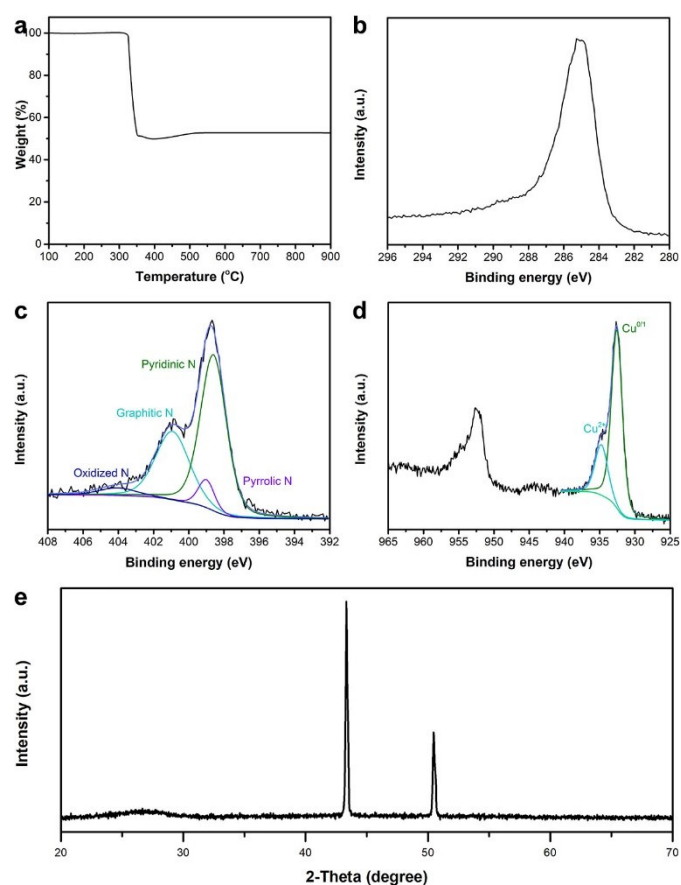 a
100
80
60
40
20
0
Weight (%)
100 200 300 400 500 600 700 800 900
Temperature (°C)
b
Intensity (a.u.)
296 294 292 290 288 286 284 282 280
Binding energy (eV)
c
Pyridinic N
Graphitic N
Oxidized N
Pyrrolic N
Intensity (a.u.)
408 406 404 402 400 398 396 394 392
Binding energy (eV)
d
Cu0/1
Cu2+
Intensity (a.u.)
965 960 955 950 945 940 935 930 925
Binding energy (eV)
e
Intensity (a.u.)
20 30 40 50 60 70
2-Theta (degree)